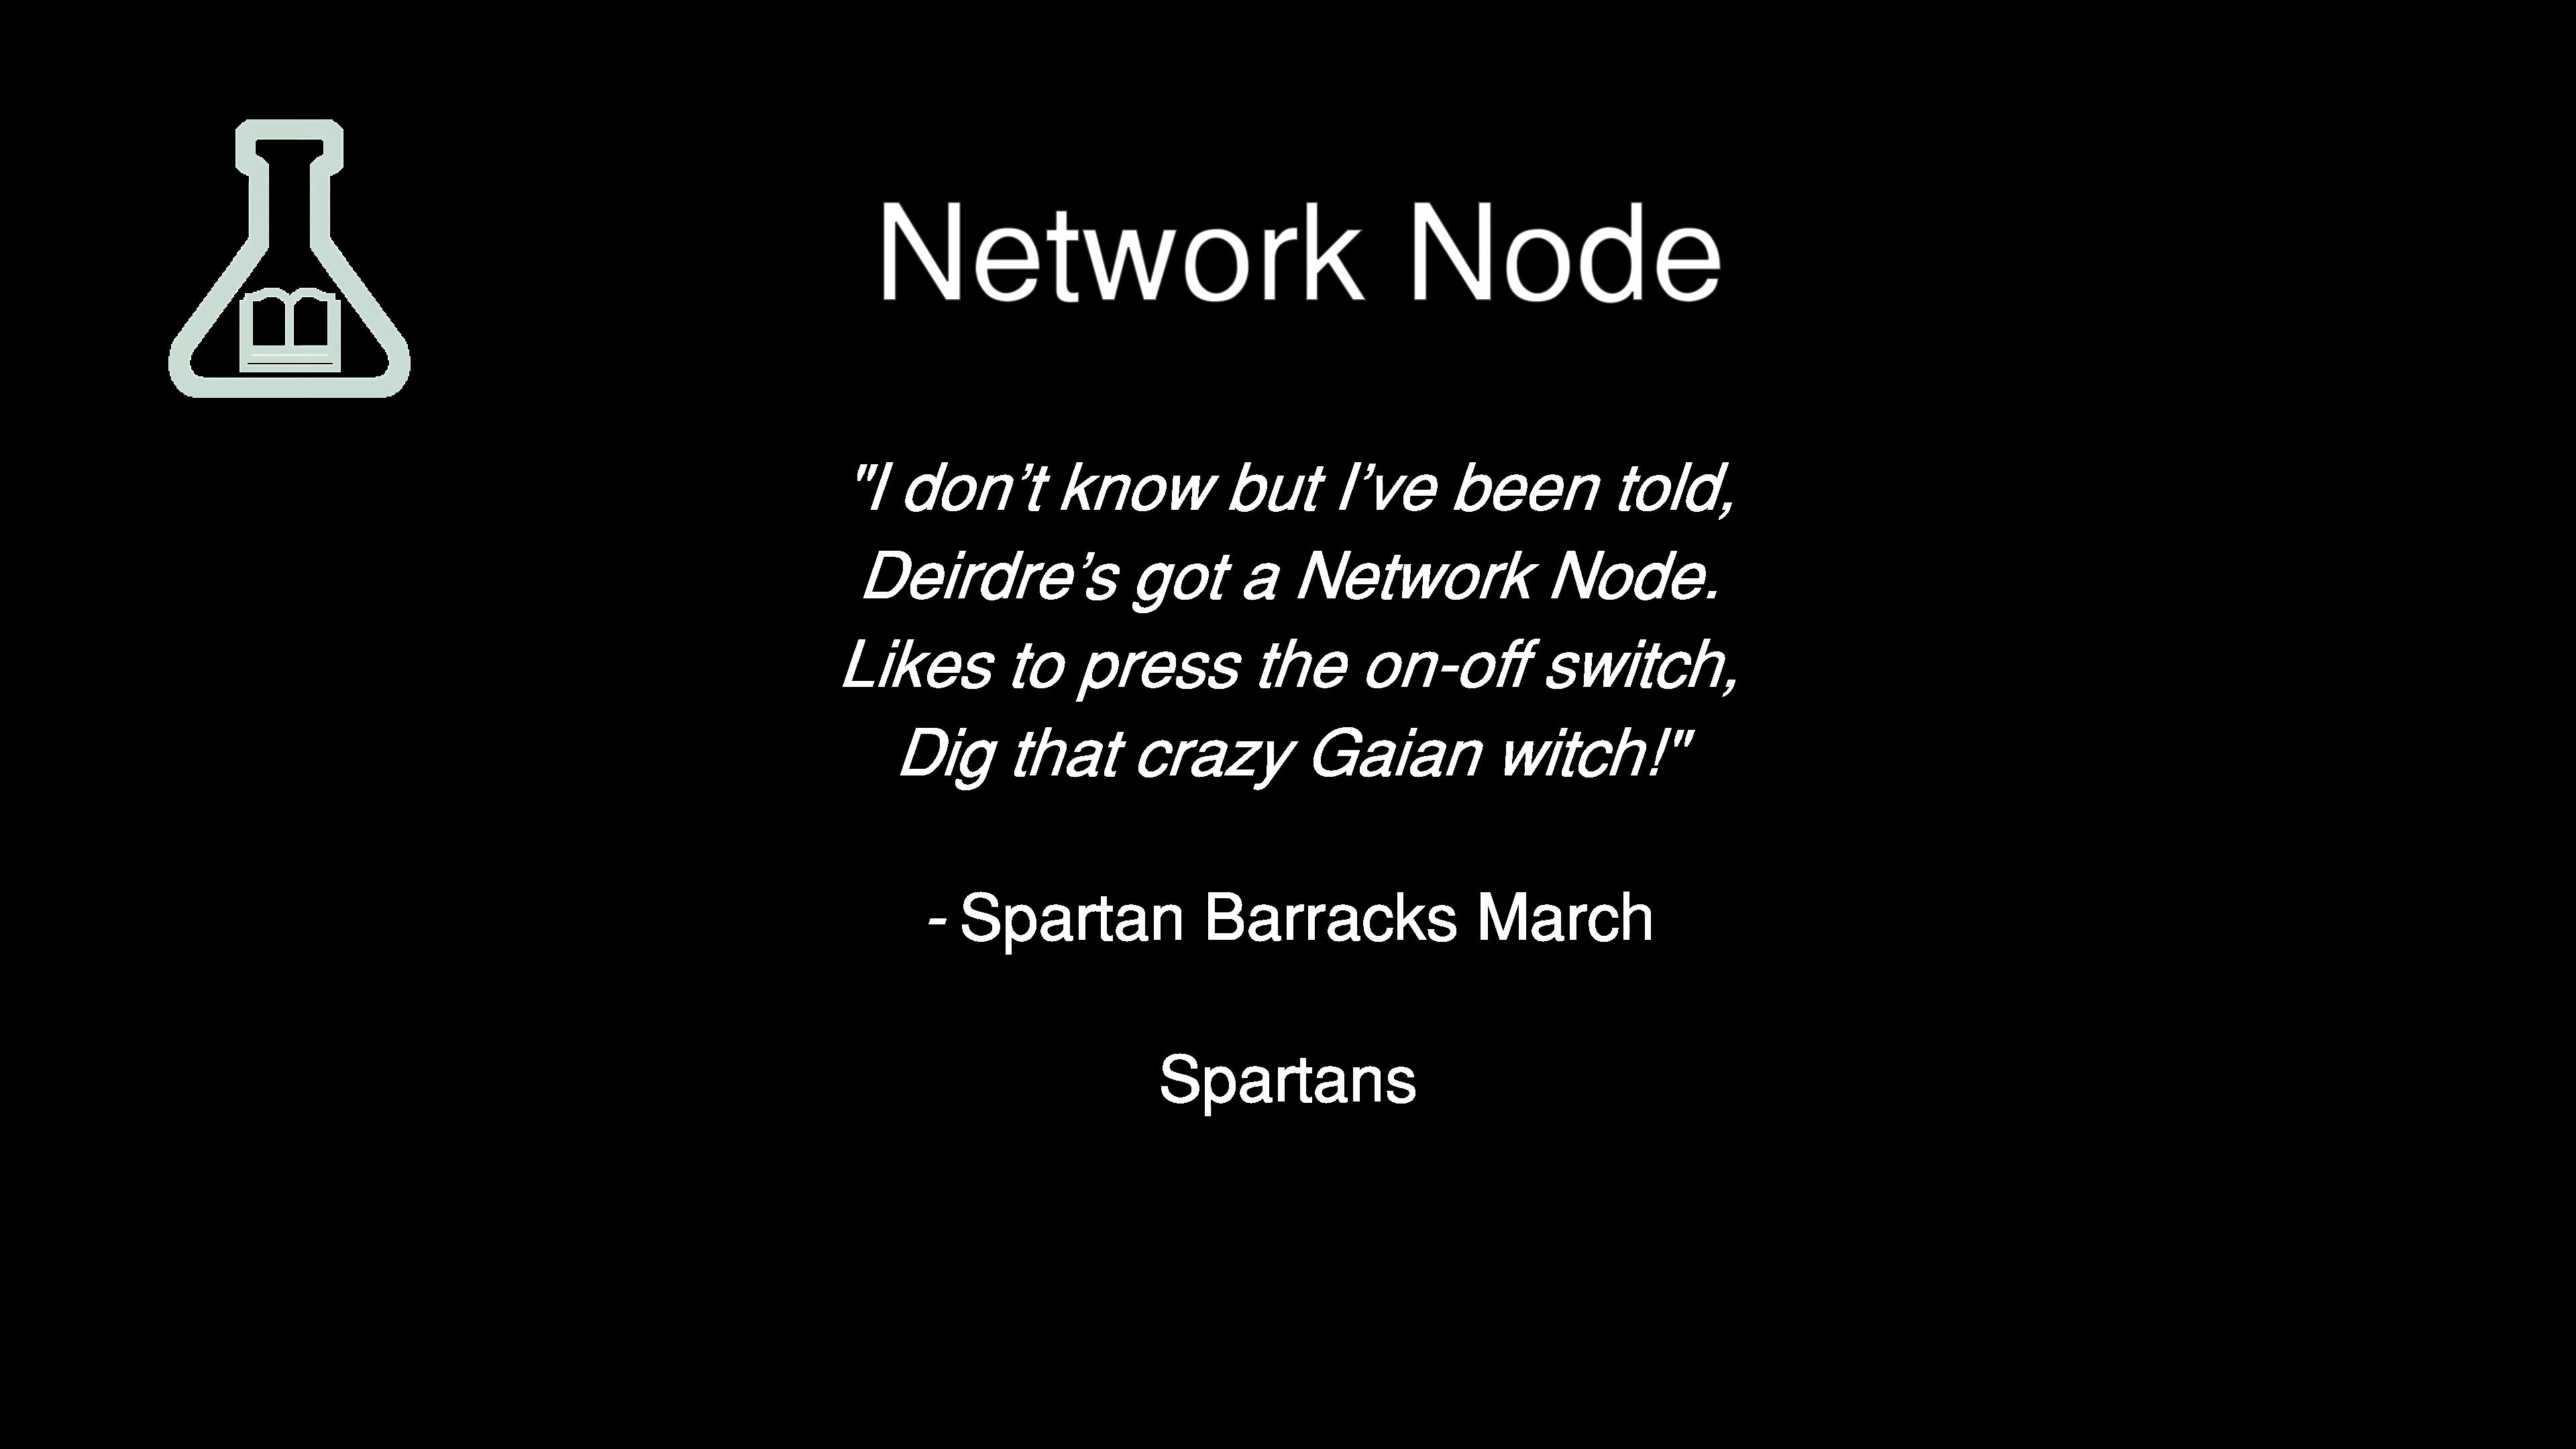 Network Node
"I don’t know but I’ve been told,
Deirdre’s got a Network Node.
Likes to press the on-off switch,
Dig that crazy Gaian witch!"
- Spartan Barracks March
Spartans